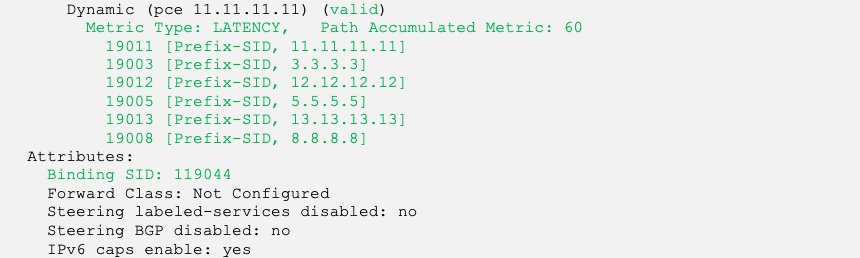 Dynamic (pce 11.11.11.11) (valid)
Metric Type: LATENCY,   Path Accumulated Metric: 60
19011 [Prefix-SID, 11.11.11.11]
19003 [Prefix-SID, 3.3.3.3]
19012 [Prefix-SID, 12.12.12.12]
19005 [Prefix-SID, 5.5.5.5]
19013 [Prefix-SID, 13.13.13.13]
19008 [Prefix-SID, 8.8.8.8]
Attributes:
Binding SID: 119044
Forward Class: Not Configured
Steering labeled-services disabled: no
Steering BGP disabled: no
IPv6 caps enable: yes